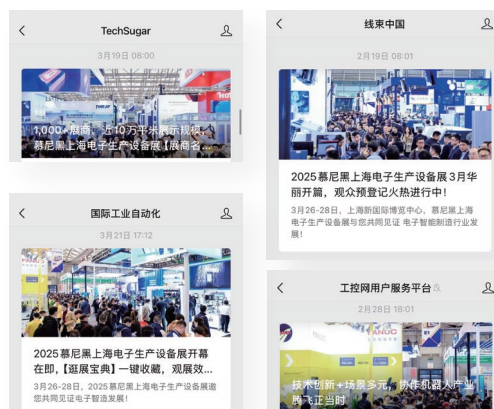 TechSugar
3月19日 08:00
1,000+展商，近10万平米展示规模，
慕尼黑上海电子生产设备展【展商名...
线束中国
2月19日 08:01
2025慕尼黑上海电子生产设备展3月华
丽开篇，观众预登记火热进行中！
3月26-28日，上海新国际博览中心，慕尼黑上海
电子生产设备展与您共同见证 电子智能制造行业发
展！
国际工业自动化
3月21日 17:12
2025慕尼黑上海电子生产设备展开幕
在即，【逛展宝典】一键收藏，观展效...
3月26-28日，2025慕尼黑上海电子生产设备展邀
您共同见证电子智造发展！
工控网用户服务平台
2月28日 18:01
FANUC
技术创新+场景多元，协作机器人产业
腾飞正当时